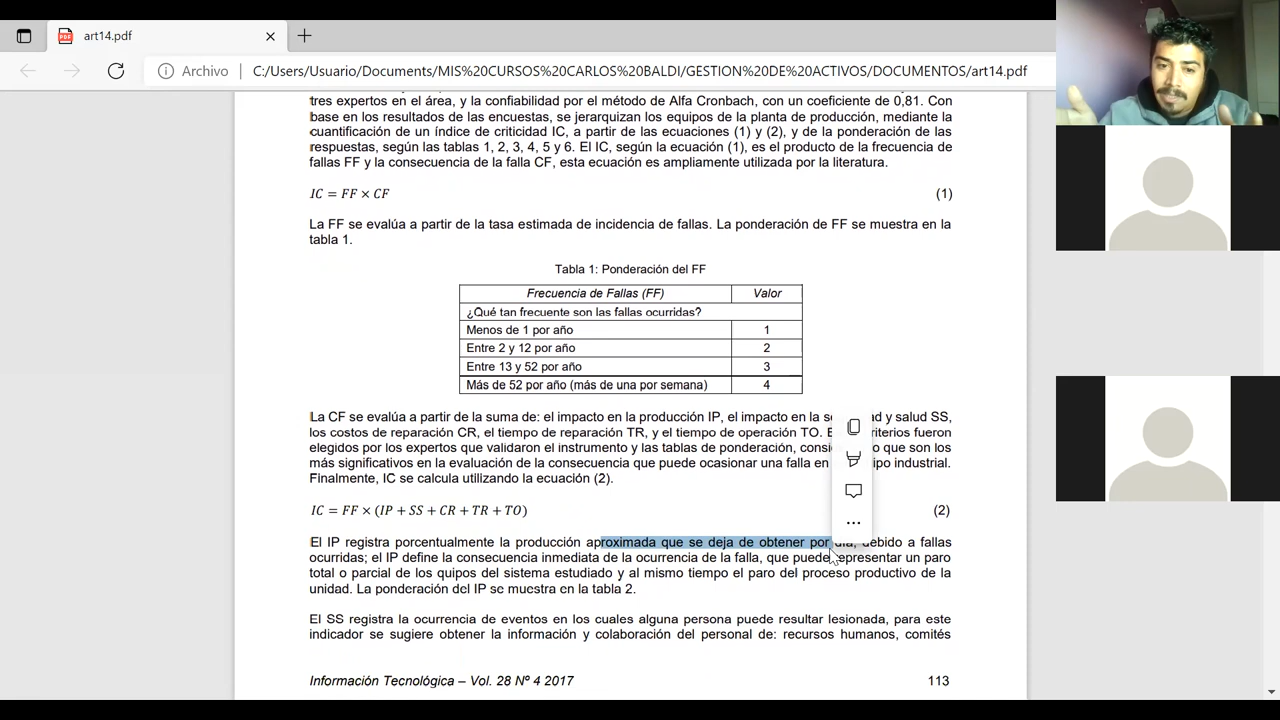 art14.pdf
Archivo
C:/Users/Usuario/Documents/MIS%20CURSOS%20CARLOS%20BALDI/GESTION%20DE%20ACTIVOS/DOCUMENTOS/art14.pdf
tres expertos en el área, y la confiabilidad por el método de Alfa Cronbach, con un coeficiente de 0,81. Con
base en los resultados de las encuestas, se jerarquizan los equipos de la planta de producción, mediante la
cuantificación de un índice de criticidad IC, a partir de las ecuaciones (1) y (2), y de la ponderación de las
respuestas, según las tablas 1, 2, 3, 4, 5 y 6. El IC, según la ecuación (1), es el producto de la frecuencia de
fallas FF y la consecuencia de la falla CF, esta ecuación es ampliamente utilizada por la literatura.
IC = FF × CF (1)
La FF se evalúa a partir de la tasa estimada de incidencia de fallas. La ponderación de FF se muestra en la
tabla 1.
Tabla 1: Ponderación del FF
Frecuencia de Fallas (FF) Valor
¿Qué tan frecuente son las fallas ocurridas?
Menos de 1 por año 1
Entre 2 y 12 por año 2
Entre 13 y 52 por año 3
Más de 52 por año (más de una por semana) 4
La CF se evalúa a partir de la suma de: el impacto en la producción IP, el impacto en la se ad y salud SS,
los costos de reparación CR, el tiempo de reparación TR, y el tiempo de operación TO. E riterios fueron
elegidos por los expertos que validaron el instrumento y las tablas de ponderación, consi o que son los
más significativos en la evaluación de la consecuencia que puede ocasionar una falla en ipo industrial.
Finalmente, IC se calcula utilizando la ecuación (2).
IC = FF × (IP + SS + CR + TR + TO) (2)
El IP registra porcentualmente la producción aproximada que se deja de obtener por día, debido a fallas
ocurridas; el IP define la consecuencia inmediata de la ocurrencia de la falla, que puede representar un paro
total o parcial de los quipos del sistema estudiado y al mismo tiempo el paro del proceso productivo de la
unidad. La ponderación del IP se muestra en la tabla 2.
El SS registra la ocurrencia de eventos en los cuales alguna persona puede resultar lesionada, para este
indicador se sugiere obtener la información y colaboración del personal de: recursos humanos, comités
Información Tecnológica – Vol. 28 Nº 4 2017 113